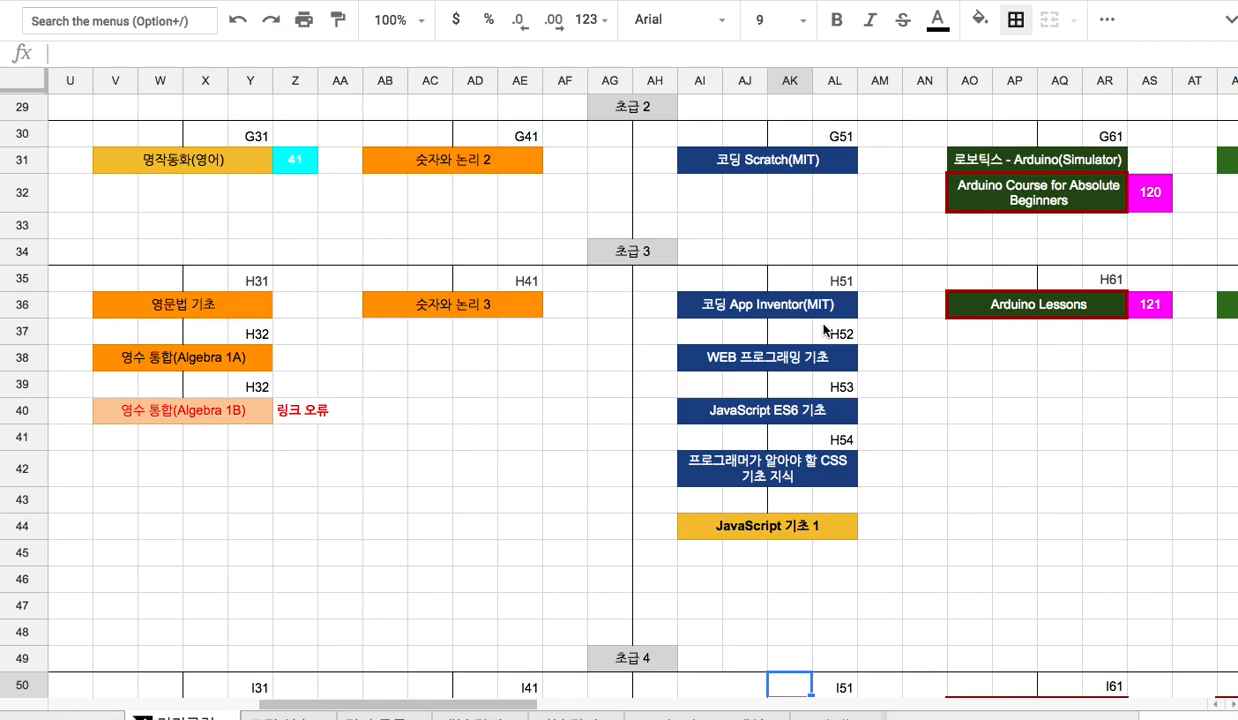 Search the menus (Option+/)
100%
$ % .0 .00 123
Arial
9
B I S A
fx
U V W X Y Z AA AB AC AD AE AF AG AH AI AJ AK AL AM AN AO AP AQ AR AS AT
29 초급 2
30 G31 G41 G51 G61
31 명작동화(영어) 41 숫자와 논리 2 코딩 Scratch(MIT) 로보틱스 - Arduino(Simulator)
32 Arduino Course for Absolute
Beginners 120
33
34 초급 3
35 H31 H41 H51 H61
36 영문법 기초 숫자와 논리 3 코딩 App Inventor(MIT) Arduino Lessons 121
37 H32 H52
38 영수 통합(Algebra 1A) WEB 프로그래밍 기초
39 H32 H53
40 영수 통합(Algebra 1B) 링크 오류 JavaScript ES6 기초
41 H54
42 프로그래머가 알아야 할 CSS
기초 지식
43
44 JavaScript 기초 1
45
46
47
48
49 초급 4
50 I31 I41 I51 I61